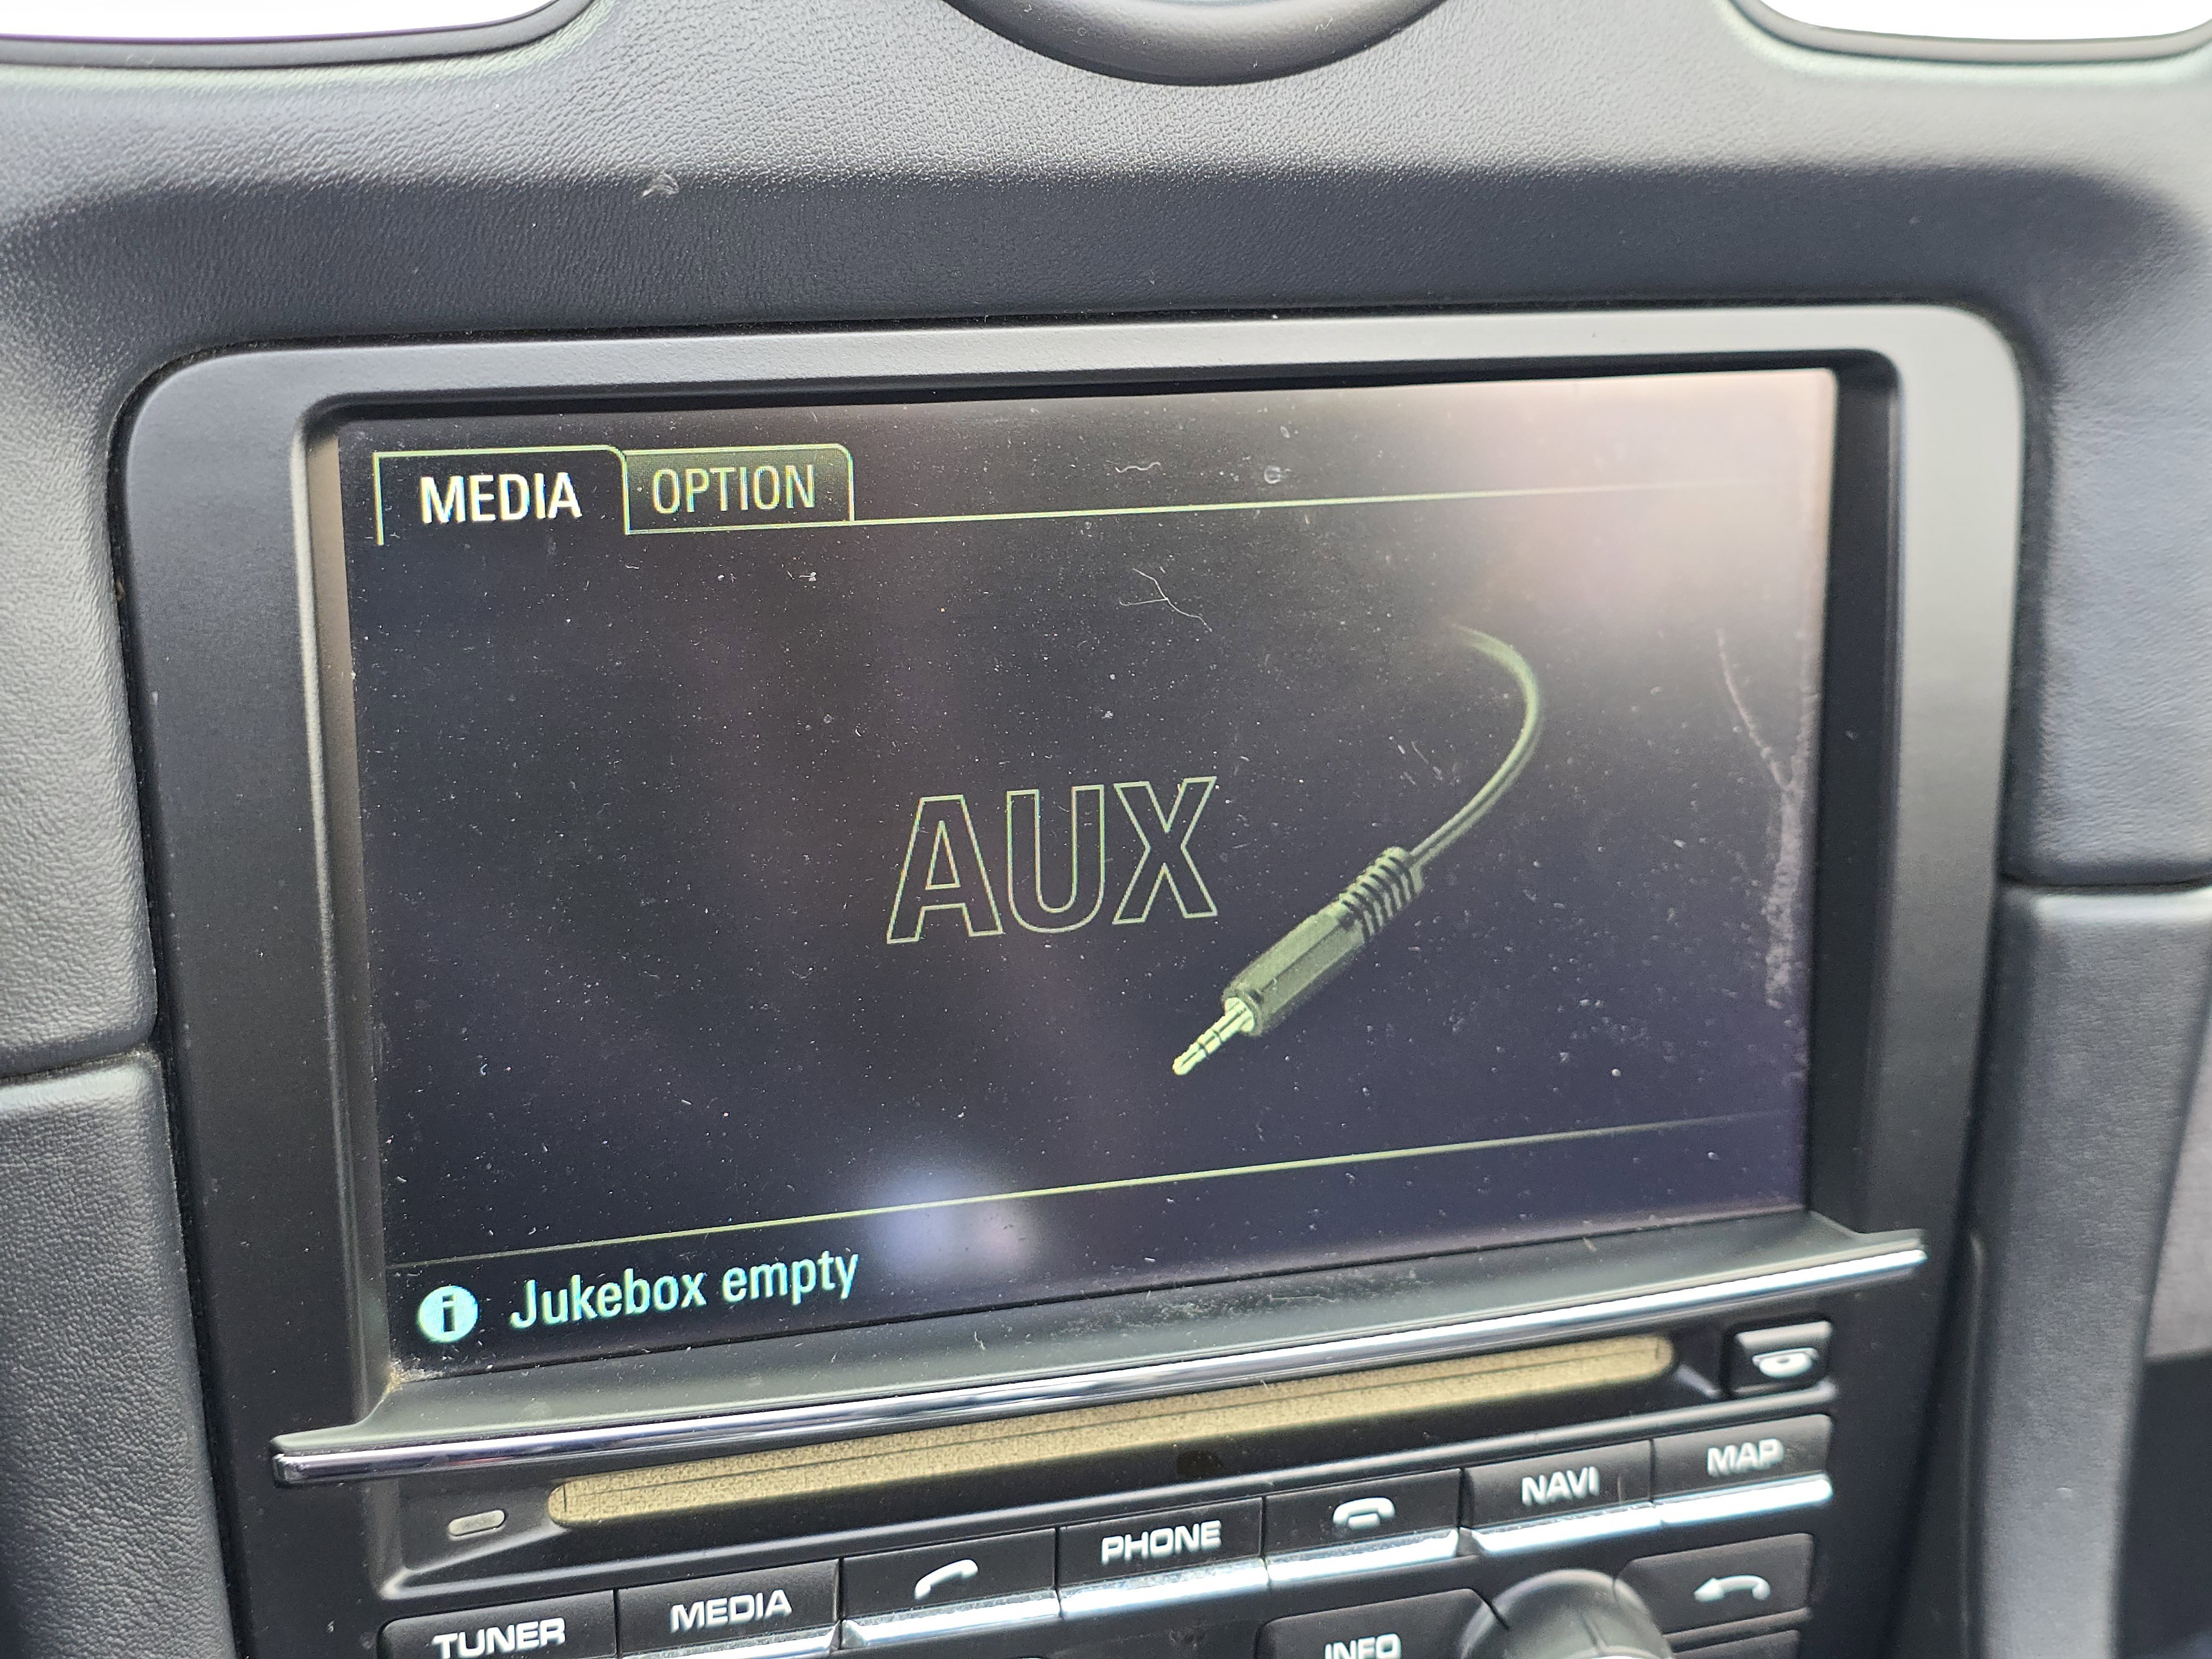 MEDIA OPTION
AUX
i Jukebox empty
MAP
NAVI
PHONE
MEDIA
TUNER
INFO